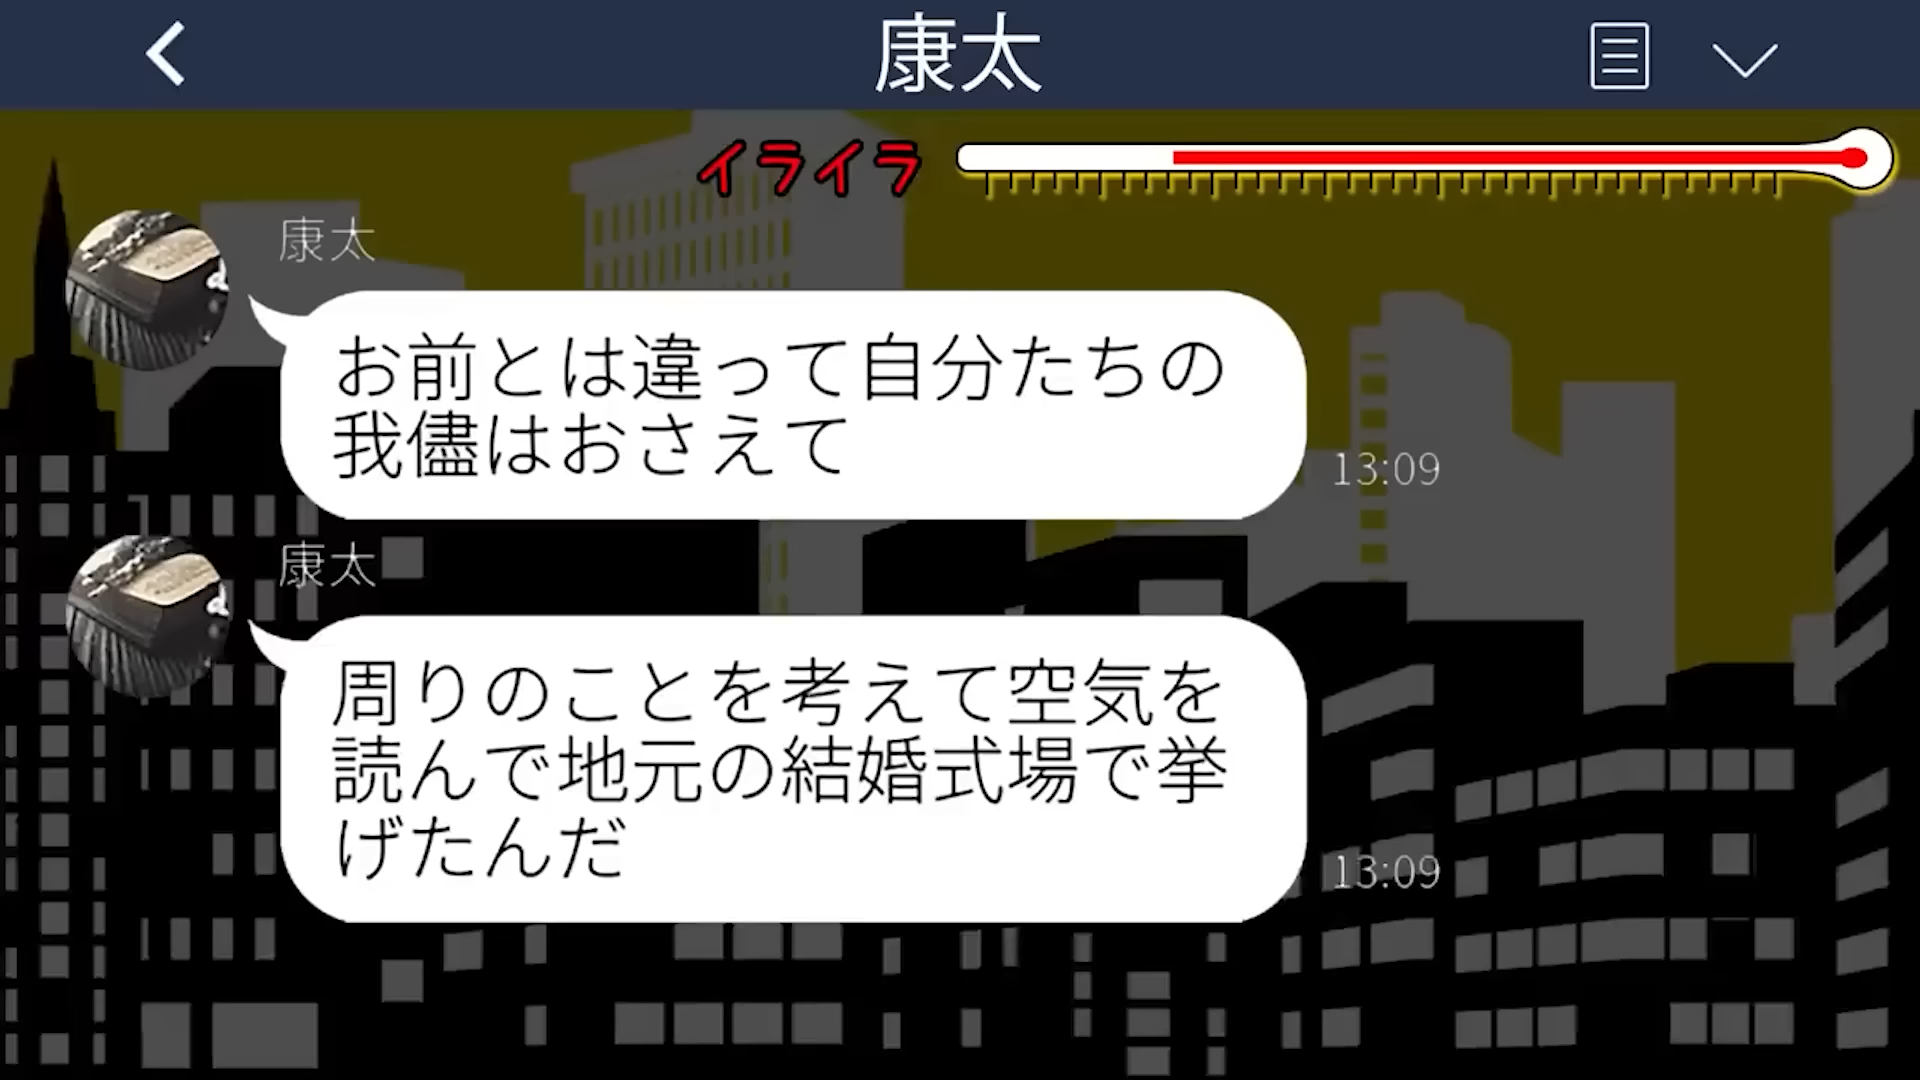 康太
イライラ
康太
お前とは違って自分たちの
我儘はおさえて
13:09
康太
周りのことを考えて空気を
読んで地元の結婚式場で挙
げたんだ
13:09